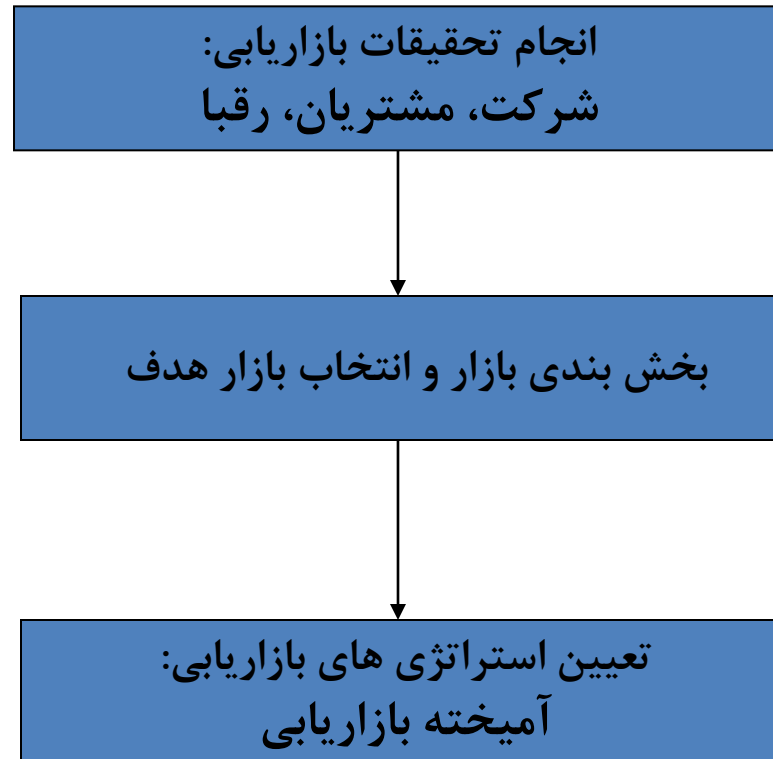 انجام تحقیقات بازاریابی:
شرکت، مشتریان، رقبا
بخش بندی بازار و انتخاب بازار هدف
تعیین استراتژی های بازاریابی:
آمیخته بازاریابی